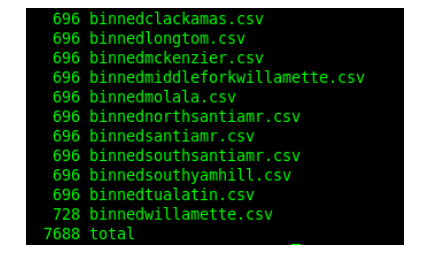 696 binnedclackamas.csv
696 binnedlongtom.csv
696 binnedmckenzier.csv
696 binnedmiddleforkwillamette.csv
696 binnedmolala.csv
696 binnednorthsantiamr.csv
696 binnedsantiamr.csv
696 binnedsouthsantiamr.csv
696 binnedsouthyamhill.csv
696 binnedtualatin.csv
728 binnedwillamette.csv
7688 total